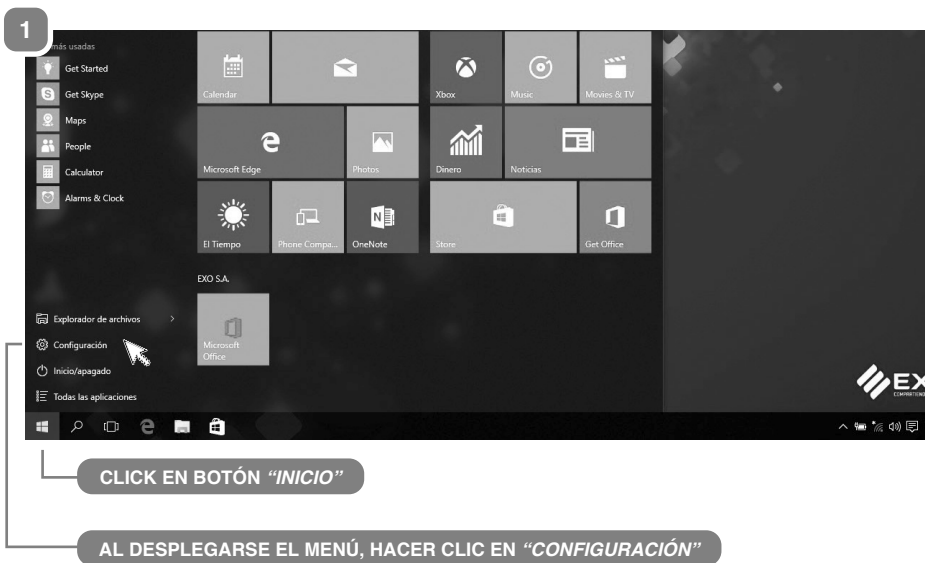 1
más usadas
Get Started
Get Skype
Maps
People
Calculator
Alarms & Clock
Explorador de archivos
Configuración
Inicio/apagado
Todas las aplicaciones
Calendar
Xbox
Music
Movies & TV
Microsoft Edge
Photos
Dinero
Noticias
El Tiempo
Phone Compa...
OneNote
Store
Get Office
EXO S.A.
Microsoft
Office
EX
CLICK EN BOTÓN “INICIO”
AL DESPLEGARSE EL MENÚ, HACER CLIC EN “CONFIGURACIÓN”